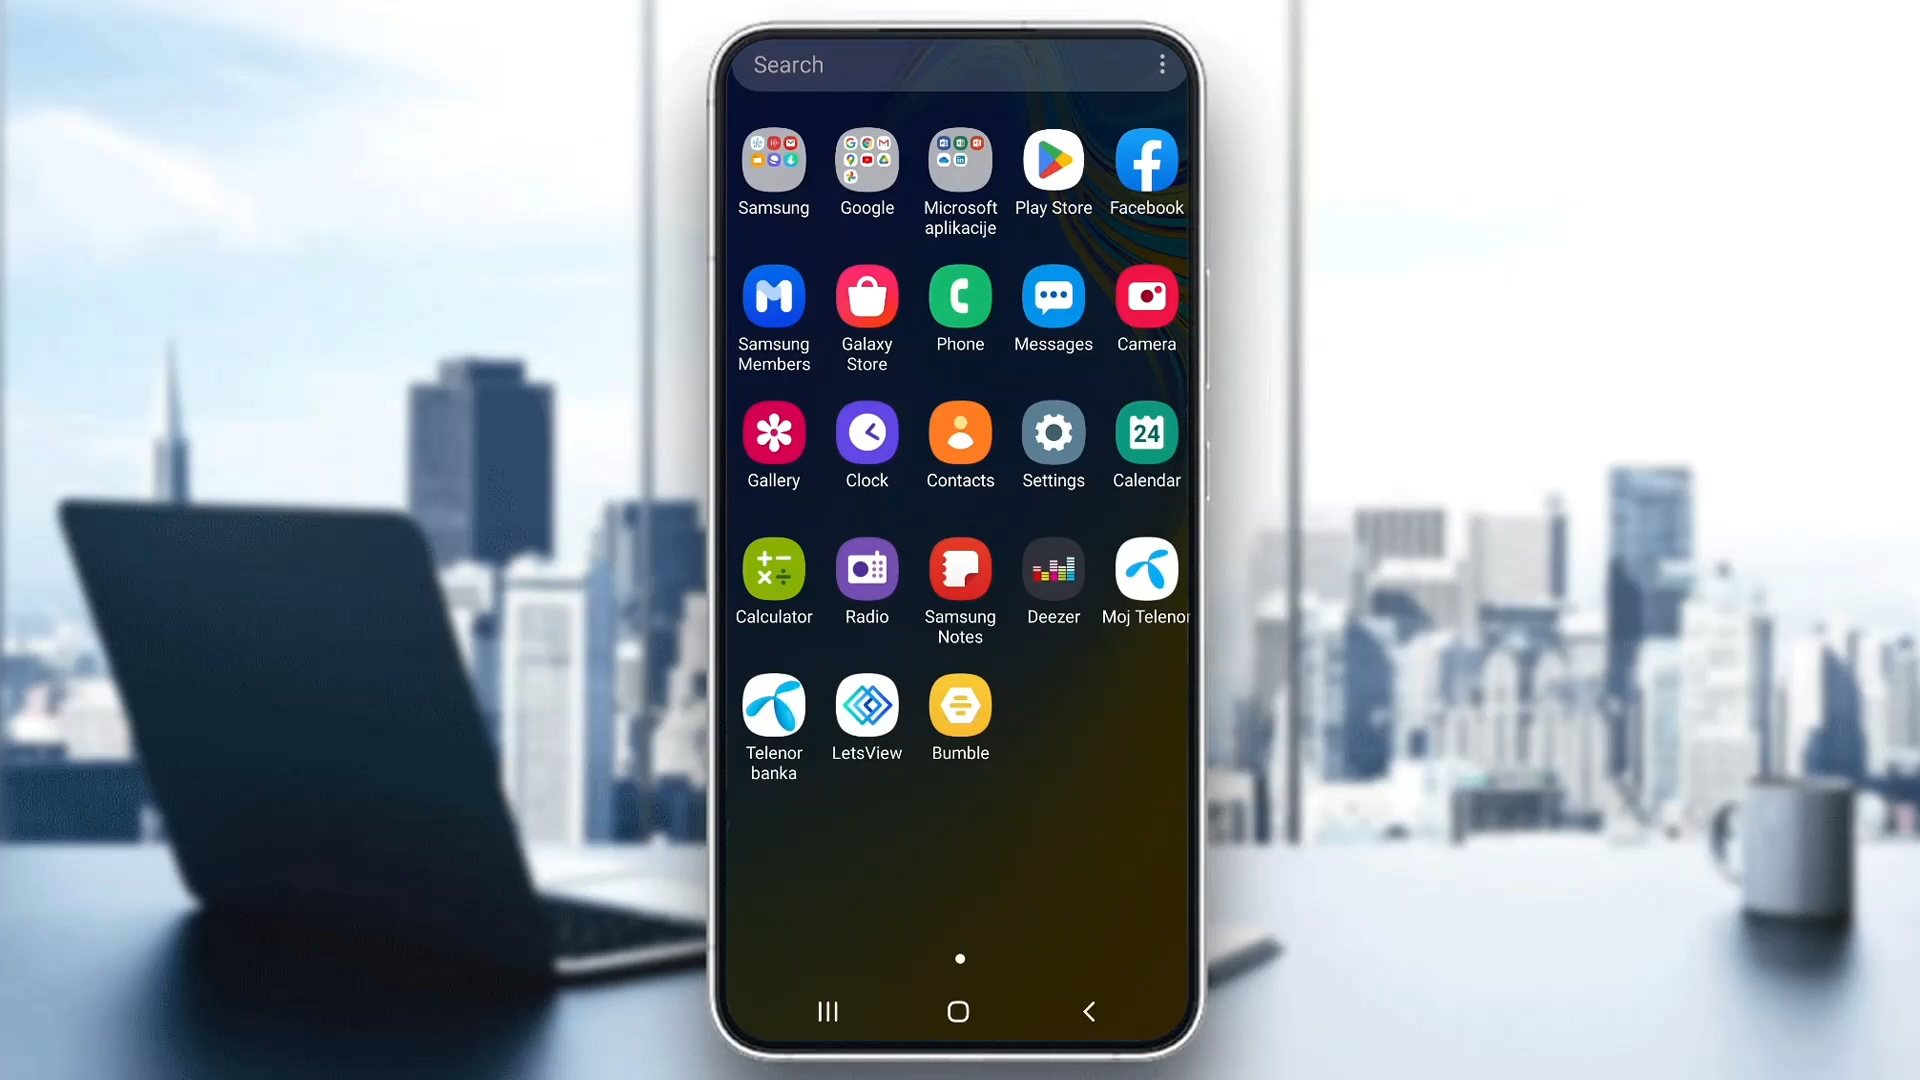 Search
Samsung
Google
Microsoft
aplikacije
Play Store
Facebook
Samsung
Members
Galaxy
Store
Phone
Messages
Camera
Gallery
Clock
Contacts
Settings
24
Calendar
Calculator
Radio
Samsung
Notes
Deezer
Moj Telenor
Telenor
banka
LetsView
Bumble